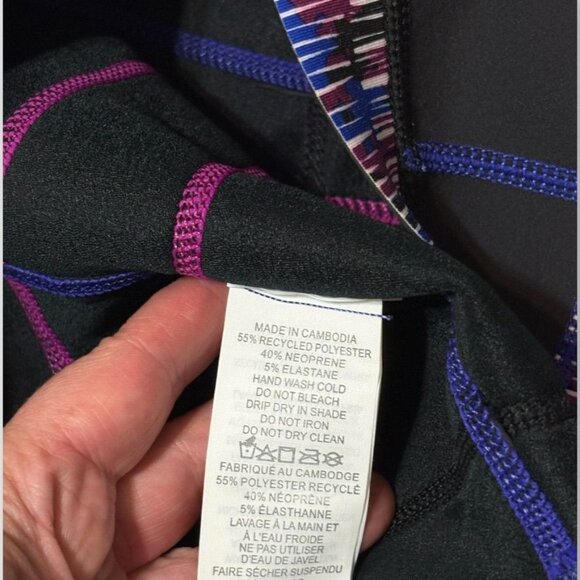 MADE IN CAMBODIA
55% RECYCLED POLYESTER
40% NEOPRENE
5% ELASTANE
HAND WASH COLD
DO NOT BLEACH
DRIP DRY IN SHADE
DO NOT IRON
DO NOT DRY CLEAN
FABRIQUÉ AU CAMBODGE
55% POLYESTER RECYCLÉ
40% NÉOPRÈNE
5% ÉLASTHANNE
LAVAGE À LA MAIN ET
À L'EAU FROIDE
NE PAS UTILISER
D'EAU DE JAVEL
FAIRE SÉCHER SUSPENDU